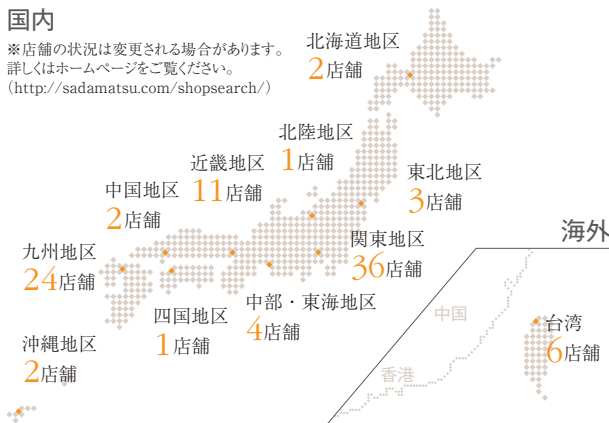 国内
※店舗の状況は変更される場合があります。
詳しくはホームページをご覧ください。
(http://sadamatsu.com/shopsearch/)
北海道地区
2店舗
北陸地区
1店舗
近畿地区
11店舗
東北地区
3店舗
中国地区
2店舗
関東地区
36店舗
九州地区
24店舗
中部・東海地区
4店舗
四国地区
1店舗
沖縄地区
2店舗
海外
中国
台湾
6店舗
香港